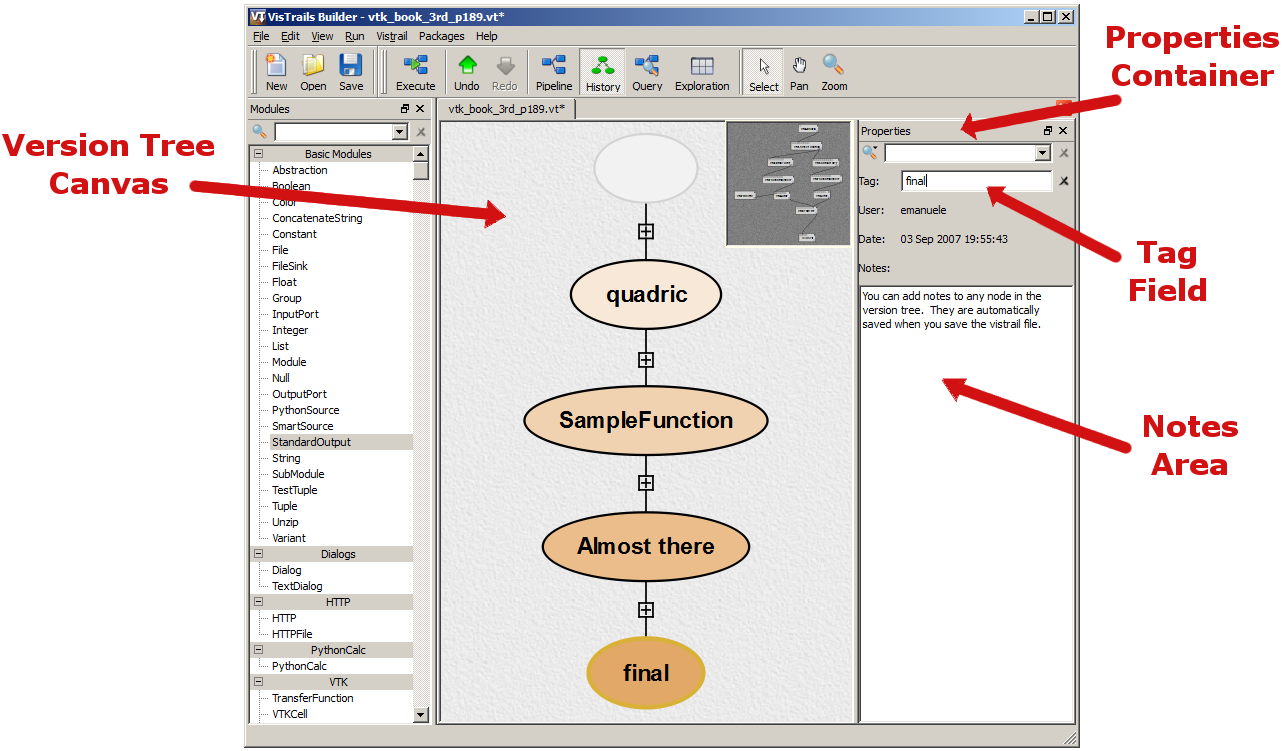 VisTrails Builder - vtk_book_3rd_p189.vt*
File Edit View Run Vistrail Packages Help
New Open Save Execute Undo Redo Pipeline History Query Exploration Select Pan Zoom
Modules
vtk_book_3rd_p189.vt*
Basic Modules
Abstraction
Boolean
Color
ConcatenateString
Constant
File
FileSink
Float
Group
InputPort
Integer
List
Module
Null
OutputPort
PythonSource
SmartSource
StandardOutput
String
SubModule
TestTuple
Tuple
Unzip
Variant
Dialogs
Dialog
TextDialog
HTTP
HTTP
HTTPFile
PythonCalc
PythonCalc
VTK
TransferFunction
VTKCell
quadric
SampleFunction
Almost there
final
Properties
Tag: final
User: emanuele
Date: 03 Sep 2007 19:55:43
Notes:
You can add notes to any node in the
version tree. They are automatically
saved when you save the vistrail file.
Version Tree
Canvas
Properties
Container
Tag
Field
Notes
Area